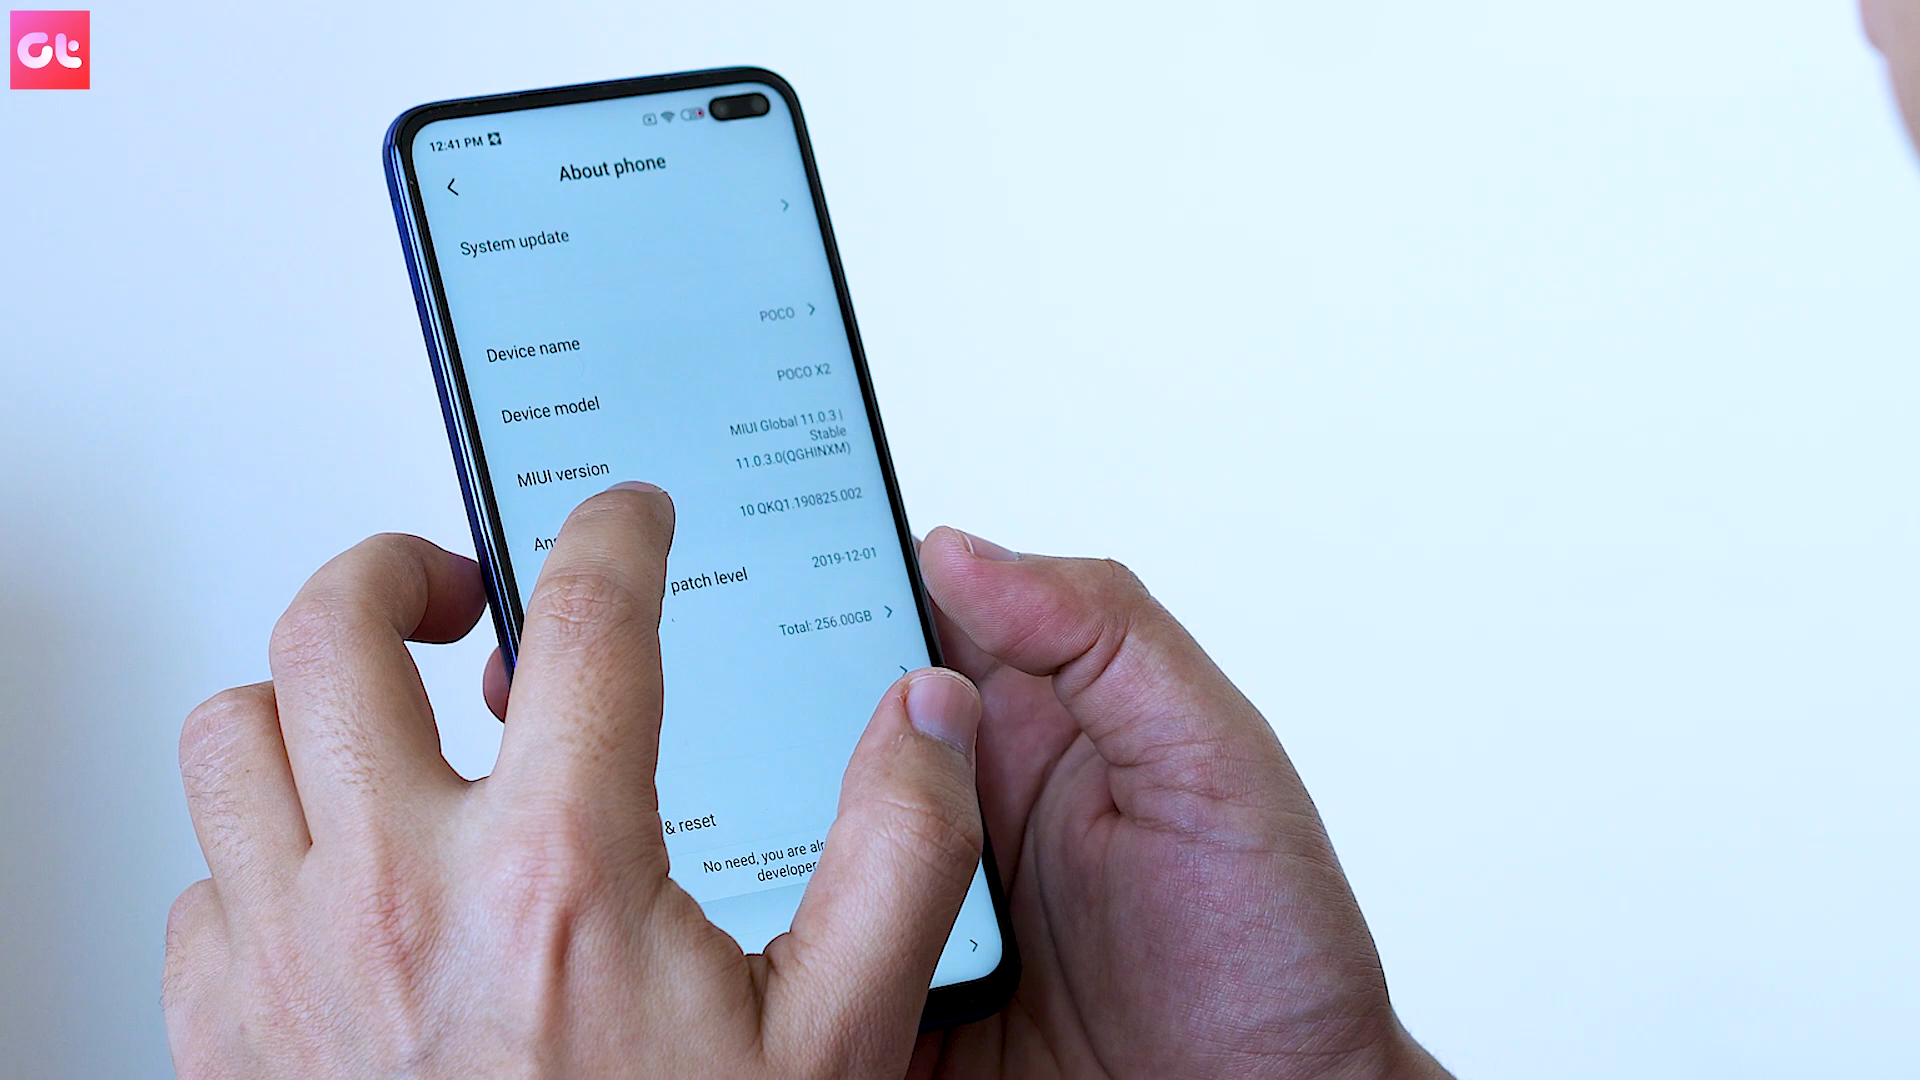 Gt
12:41 PM
About phone
System update
Device name
POCO
Device model
POCO X2
MIUI version
MIUI Global 11.0.3 |
Stable
11.0.3.0(QGHINXM)
An
10 QKQ1.190825.002
patch level
2019-12-01
Total: 256.00GB
& reset
No need, you are alr
developer